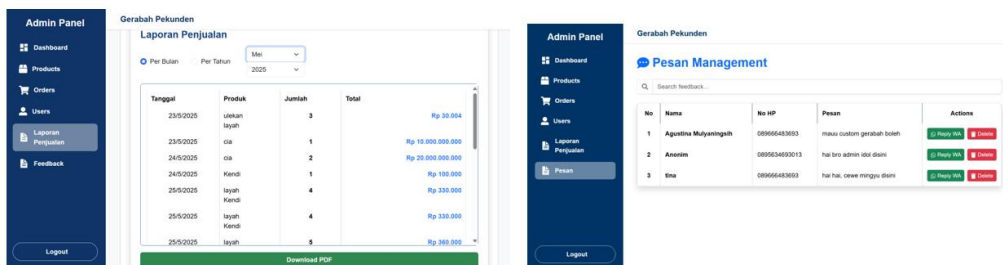 Admin Panel
Dashboard
Products
Orders
Users
Laporan
Penjualan
Feedback
Logout
Gerabah Pekunden
Laporan Penjualan
Per Bulan Per Tahun Mei
2025
Tanggal Produk Jumlah Total
23/5/2025 ulekan 3 Rp 30.004
layah
23/5/2025 cia 1 Rp 10.000.000.000
24/5/2025 cia 2 Rp 20.000.000.000
24/5/2025 Kendi 1 Rp 100.000
25/5/2025 layah 4 Rp 330.000
Kendi
25/5/2025 layah 4 Rp 330.000
Kendi
25/5/2025 layah 5 Rp 360.000
Download PDF
Admin Panel
Dashboard
Products
Orders
Users
Laporan
Penjualan
Pesan
Logout
Gerabah Pekunden
Pesan Management
Search feedback...
No Nama No HP Pesan Actions
1 Agustina Mulyaningsih 089666483693 mauu custom gerabah boleh Reply WA Delete
2 Anonim 0895634693013 hai bro admin idol disini Reply WA Delete
3 tina 089666483693 hai hai, cewe mingyu disini Reply WA Delete